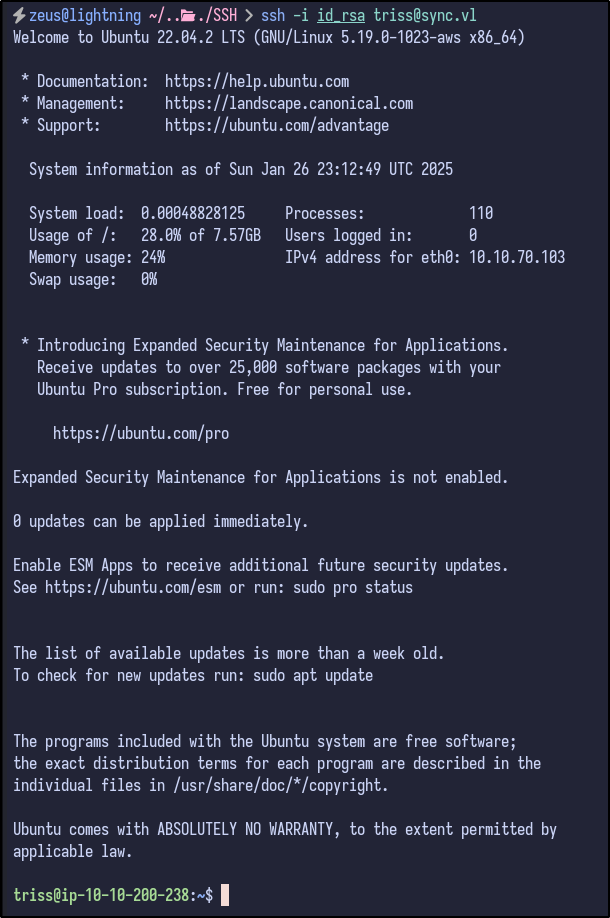 zeus@lightning ~/../SSH > ssh -i id_rsa triss@sync.vl
Welcome to Ubuntu 22.04.2 LTS (GNU/Linux 5.19.0-1023-aws x86_64)

 * Documentation:  https://help.ubuntu.com
 * Management:     https://landscape.canonical.com
 * Support:        https://ubuntu.com/advantage

  System information as of Sun Jan 26 23:12:49 UTC 2025

  System load:  0.00048828125     Processes:             110
  Usage of /:   28.0% of 7.57GB   Users logged in:       0
  Memory usage: 24%               IPv4 address for eth0: 10.10.70.103
  Swap usage:   0%

 * Introducing Expanded Security Maintenance for Applications.
   Receive updates to over 25,000 software packages with your
   Ubuntu Pro subscription. Free for personal use.

     https://ubuntu.com/pro

Expanded Security Maintenance for Applications is not enabled.

0 updates can be applied immediately.

Enable ESM Apps to receive additional future security updates.
See https://ubuntu.com/esm or run: sudo pro status

The list of available updates is more than a week old.
To check for new updates run: sudo apt update

The programs included with the Ubuntu system are free software;
the exact distribution terms for each program are described in the
individual files in /usr/share/doc/*/copyright.

Ubuntu comes with ABSOLUTELY NO WARRANTY, to the extent permitted by
applicable law.

triss@ip-10-10-200-238:~$